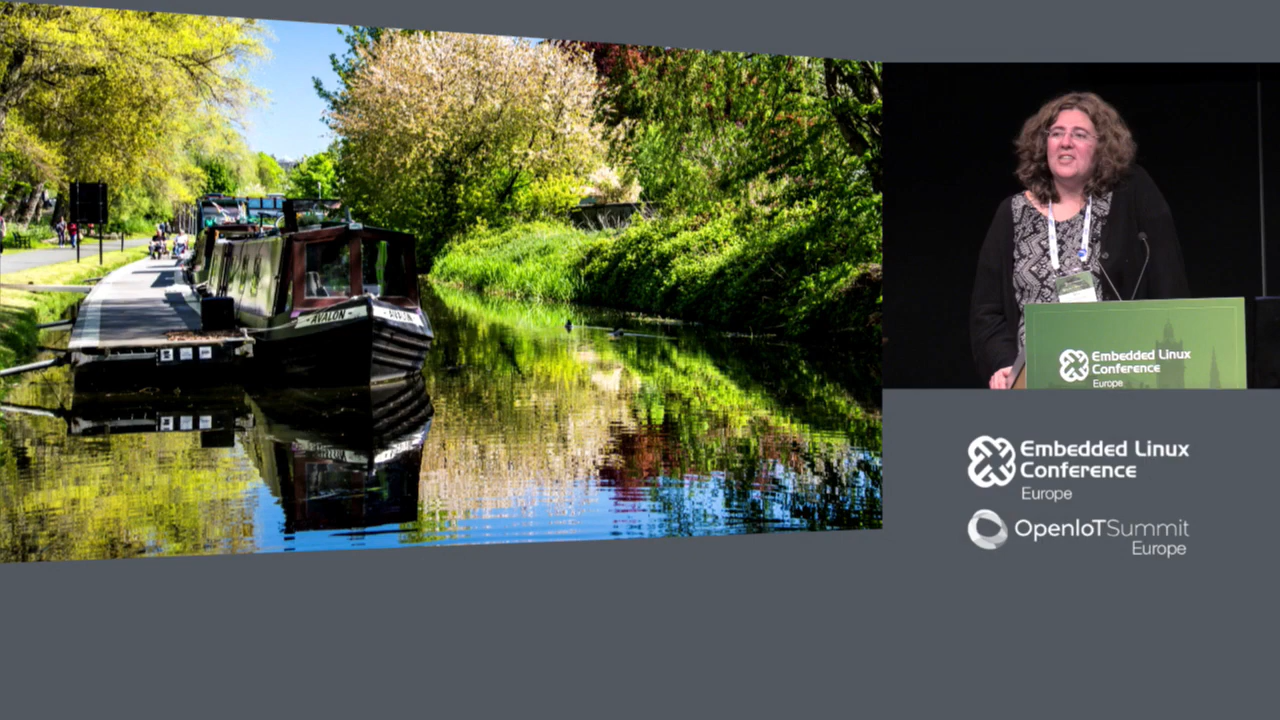 AVALON
Embedded Linux
Conference
Europe
Embedded Linux
Conference
Europe
OpenIoTSummit
Europe